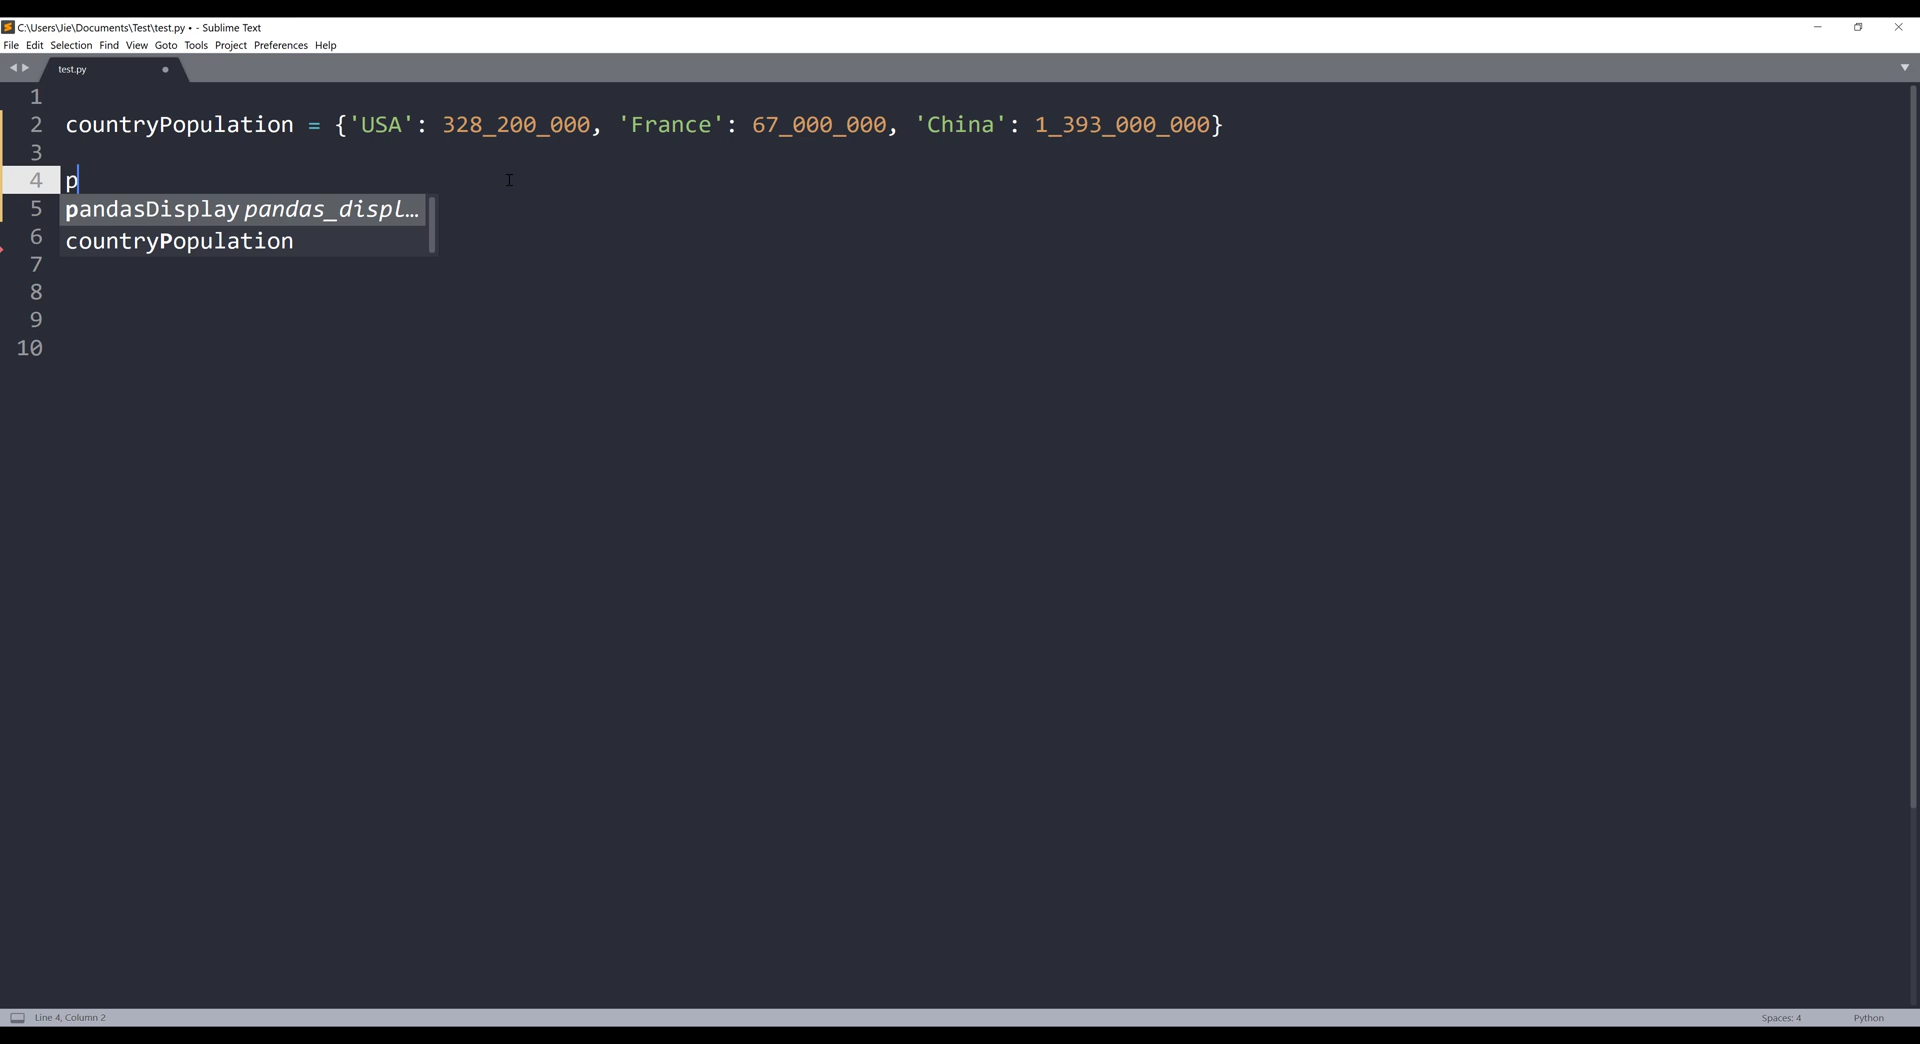 C:\Users\Jie\Documents\Test\test.py • - Sublime Text
File Edit Selection Find View Goto Tools Project Preferences Help
test.py
1
2 countryPopulation = {'USA': 328_200_000, 'France': 67_000_000, 'China': 1_393_000_000}
3
4 p
5 pandasDisplay pandas_displ...
6 countryPopulation
7
8
9
10
Line 4, Column 2 Spaces: 4 Python